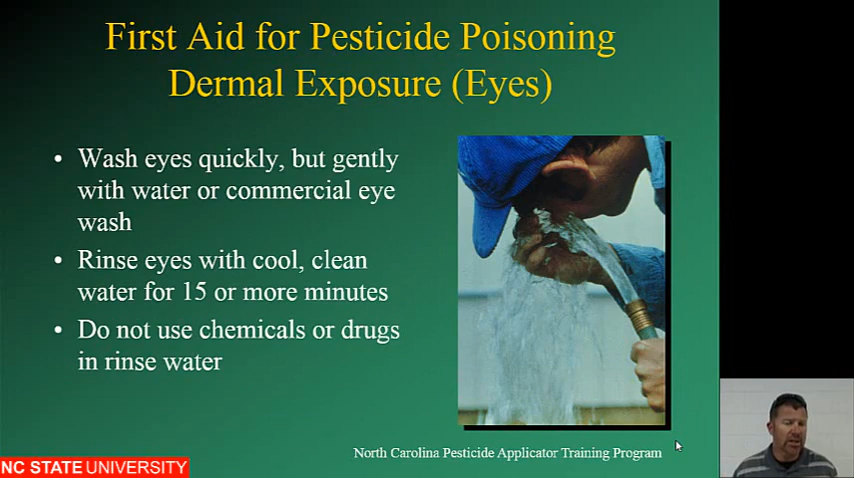 First Aid for Pesticide Poisoning
Dermal Exposure (Eyes)
• Wash eyes quickly, but gently
with water or commercial eye
wash
• Rinse eyes with cool, clean
water for 15 or more minutes
• Do not use chemicals or drugs
in rinse water
North Carolina Pesticide Applicator Training Program
NC STATE UNIVERSITY